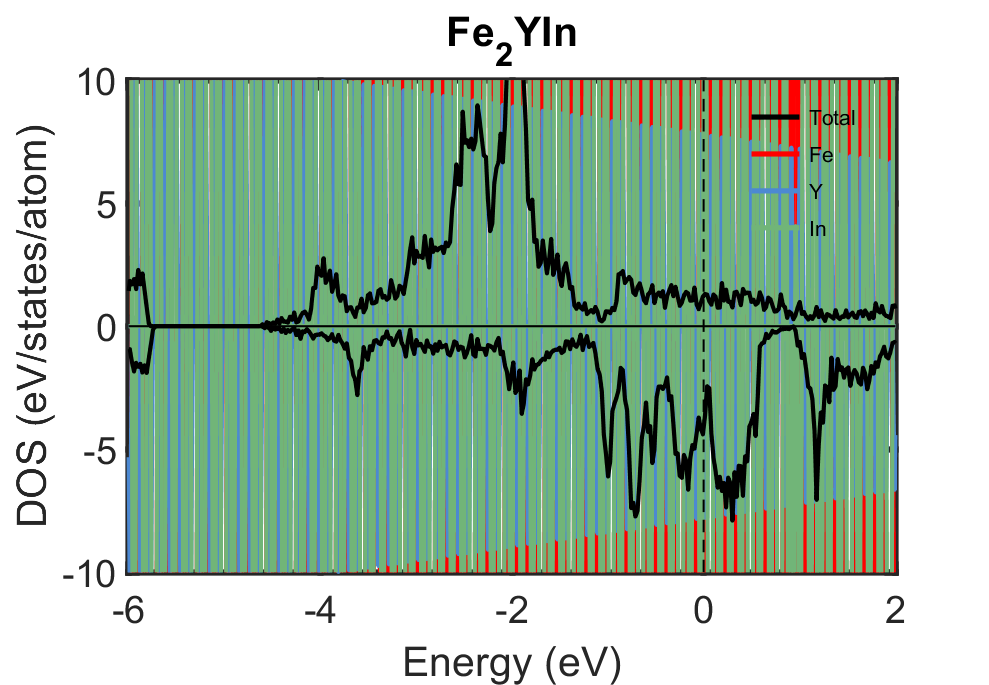 Fe2YIn
DOS (eV/states/atom)
10
5
0
-5
-10
Total
Fe
Y
In
-6
-4
-2
0
2
Energy (eV)